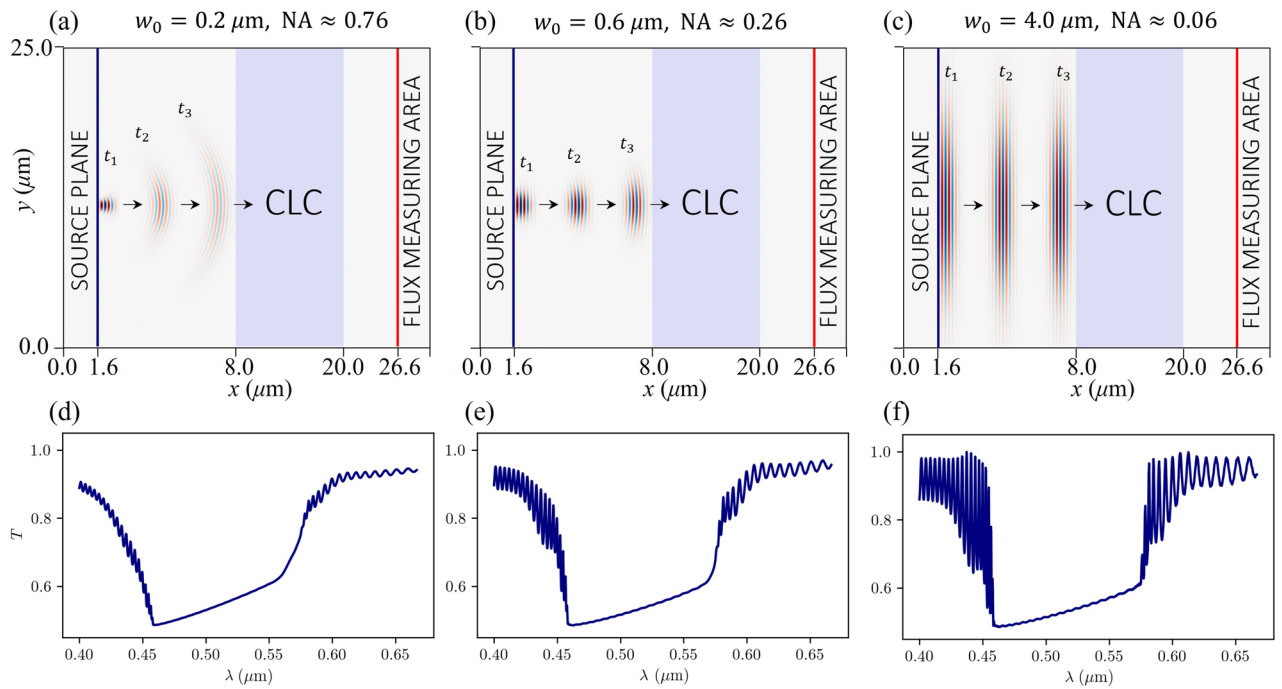 (a) w₀ = 0.2 μm, NA ≈ 0.76
25.0
y (μm)
0.0
SOURCE PLANE
t₁
t₂
t₃
CLC
FLUX MEASURING AREA
0.0 1.6 8.0 20.0 26.6
x (μm)
(b) w₀ = 0.6 μm, NA ≈ 0.26
SOURCE PLANE
t₁
t₂
t₃
CLC
FLUX MEASURING AREA
0.0 1.6 8.0 20.0 26.6
x (μm)
(c) w₀ = 4.0 μm, NA ≈ 0.06
SOURCE PLANE
t₁
t₂
t₃
CLC
FLUX MEASURING AREA
0.0 1.6 8.0 20.0 26.6
x (μm)
(d)
1.0
0.8
0.6
T
0.40 0.45 0.50 0.55 0.60 0.65
λ (μm)
(e)
1.0
0.8
0.6
0.40 0.45 0.50 0.55 0.60 0.65
λ (μm)
(f)
1.0
0.8
0.6
0.40 0.45 0.50 0.55 0.60 0.65
λ (μm)